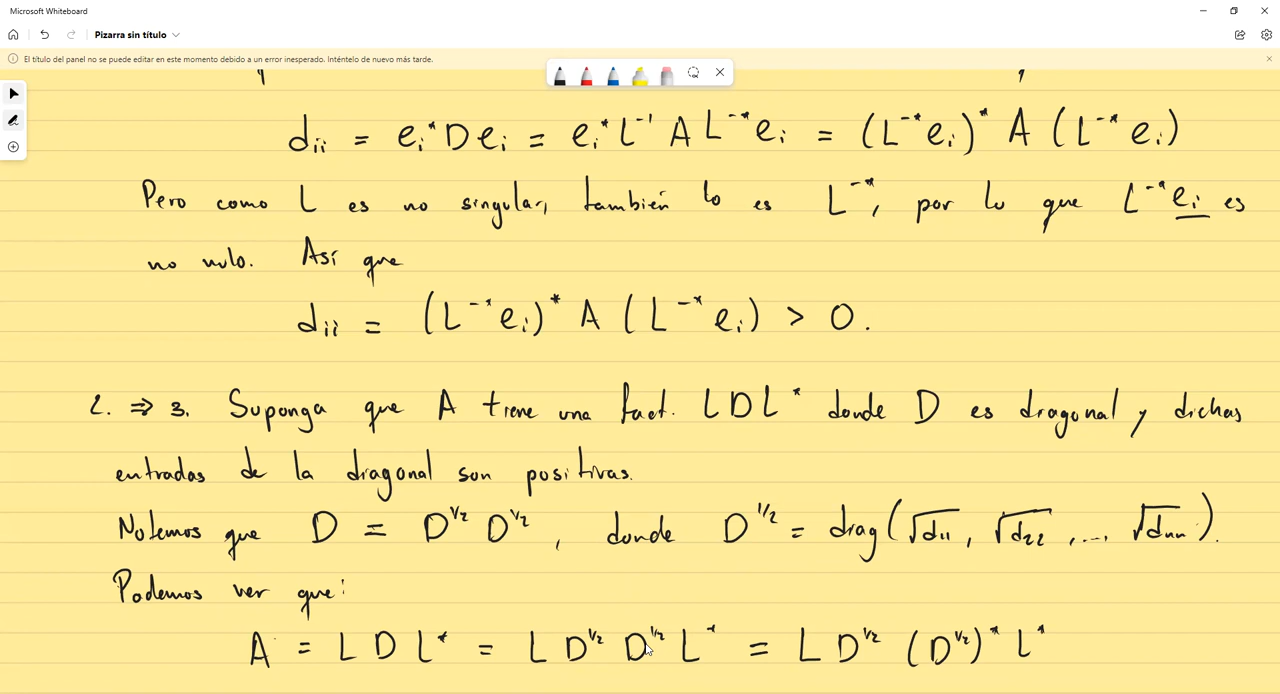 Microsoft Whiteboard
Pizarra sin título
El título del panel no se puede editar en este momento debido a un error inesperado. Inténtelo de nuevo más tarde.
dᵢᵢ = eᵢ* D eᵢ = eᵢ* L⁻¹ A L⁻* eᵢ = (L⁻* eᵢ)* A (L⁻* eᵢ)
Pero como L es no singular, también lo es L⁻*, por lo que L⁻* eᵢ es
no nulo. Así que
dᵢᵢ = (L⁻* eᵢ)* A (L⁻* eᵢ) > 0.
2. ⇒ 3. Suponga que A tiene una fact. LDL* donde D es diagonal y dichas
entradas de la diagonal son positivas.
Notemos que D = D^½ D^½, donde D^1/2 = diag(√d₁₁, √d₂₂, ..., √dₙₙ).
Podemos ver que:
A = L D L* = L D^½ D^½ L* = L D^½ (D^½)* L*